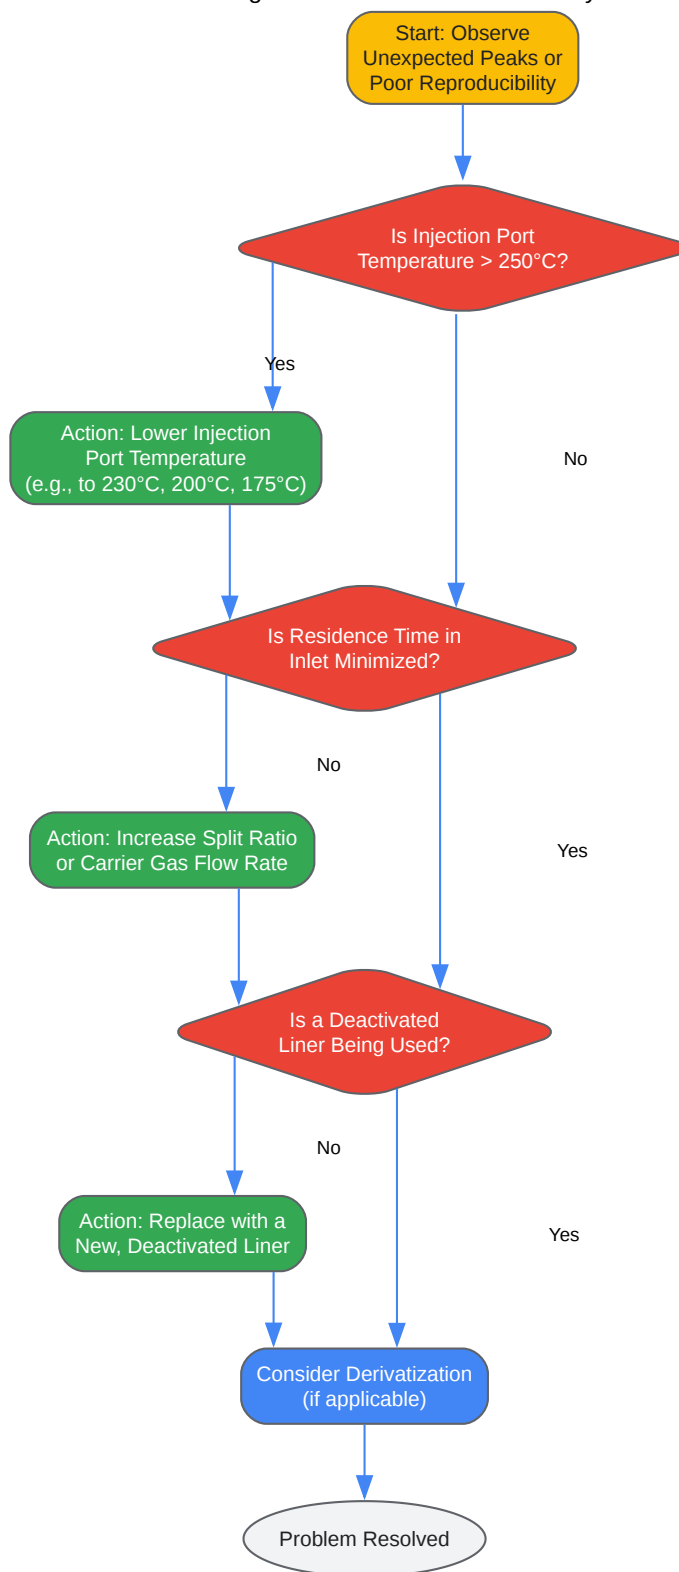 Start: Observe
Unexpected Peaks or
Poor Reproducibility
Is Injection Port
Temperature > 250°C?
Yes
Action: Lower Injection
Port Temperature
(e.g., to 230°C, 200°C, 175°C)
No
Is Residence Time in
Inlet Minimized?
No
Action: Increase Split Ratio
or Carrier Gas Flow Rate
Yes
Is a Deactivated
Liner Being Used?
No
Action: Replace with a
New, Deactivated Liner
Yes
Consider Derivatization
(if applicable)
Problem Resolved